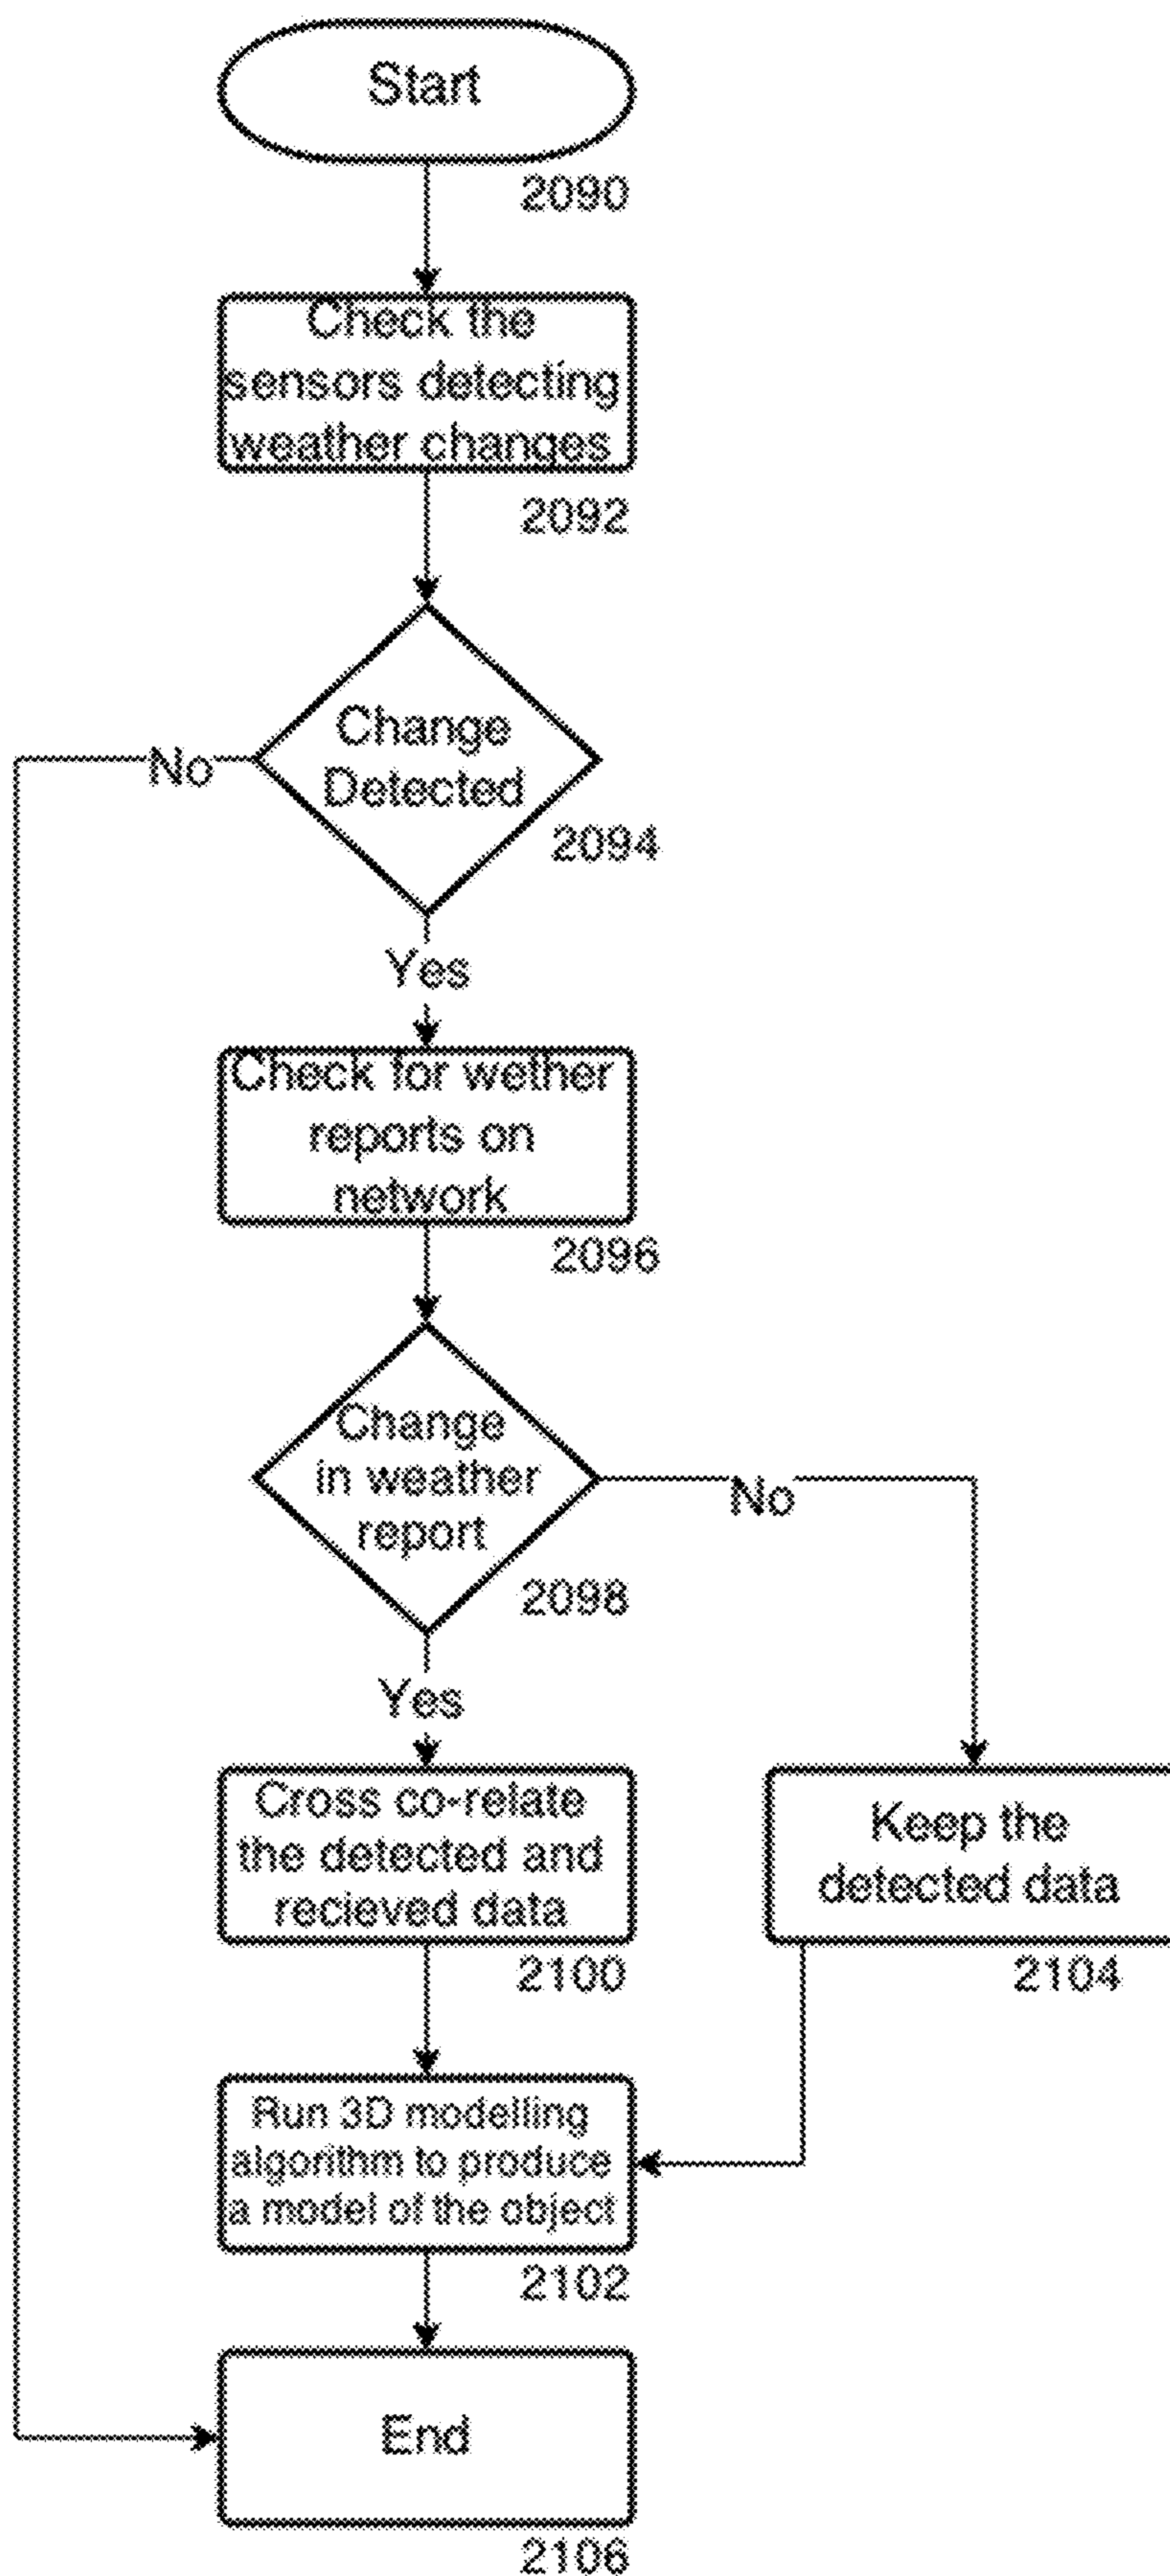 Start
2090
Check the
sensors detecting
weather changes
2092
Change
Detected
No
2094
Yes
Check for wether
reports on
network
2096
Change
in weather
report
No
2098
Yes
Cross co-relate
the detected and
recieved data
2100
Keep the
detected data
2104
Run 3D modelling
algorithm to produce
a model of the object
2102
End
2106